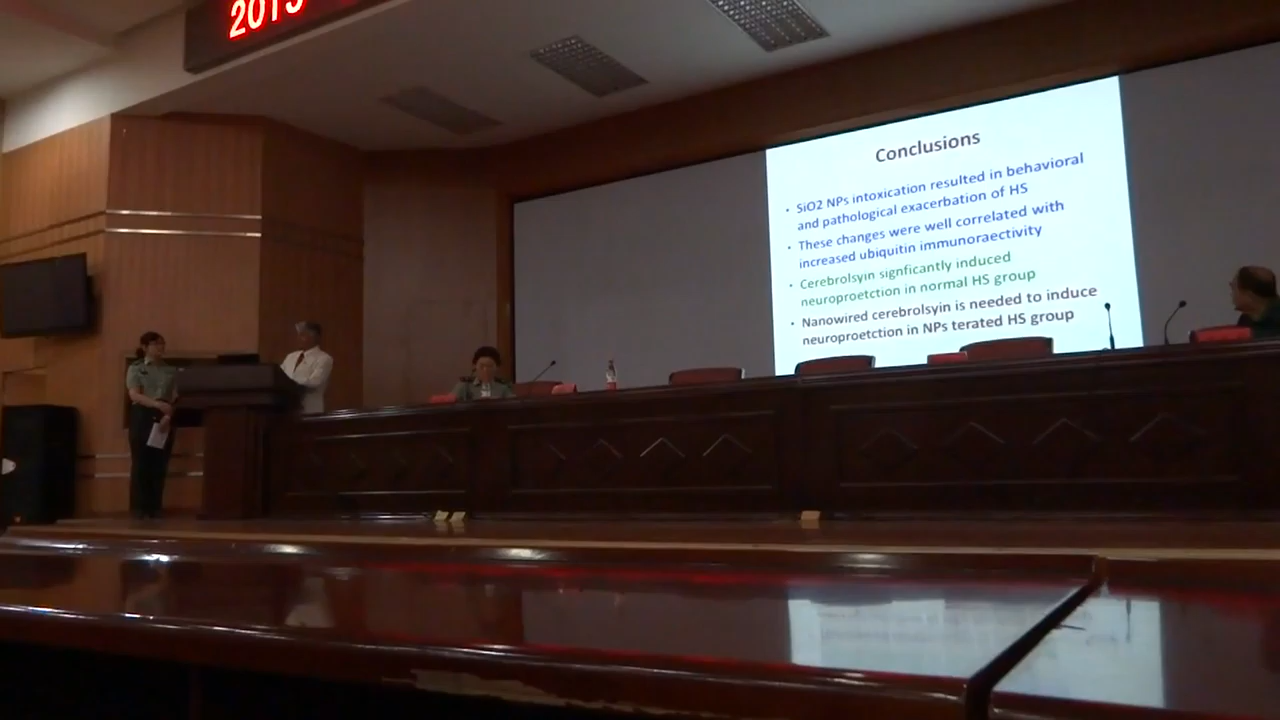 2015
Conclusions
• SiO2 NPs intoxication resulted in behavioral
and pathological exacerbation of HS
• These changes were well correlated with
increased ubiquitin immunoraectivity
• Cerebrolsyin signficantly induced
neuroproetction in normal HS group
• Nanowired cerebrolsyin is needed to induce
neuroproetction in NPs terated HS group